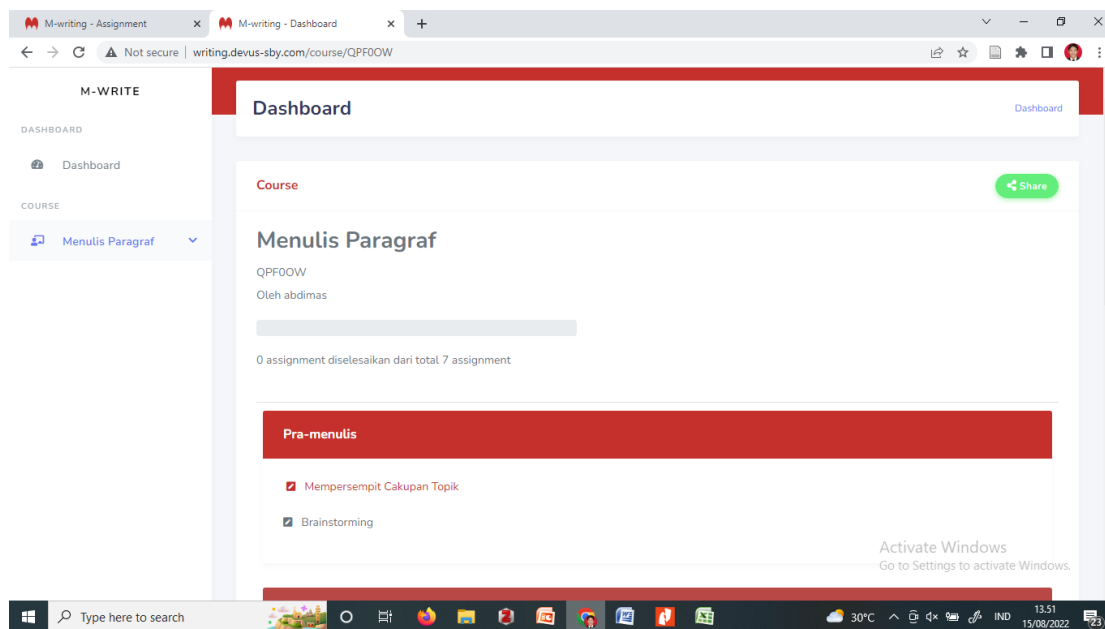 M-writing - Assignment
M-writing - Dashboard
Not secure | writing.devus-sby.com/course/QPF0OW
M-WRITE
Dashboard
Dashboard
DASHBOARD
Dashboard
Course
Share
COURSE
Menulis Paragraf
Menulis Paragraf
QPF0OW
Oleh abdimas
0 assignment diselesaikan dari total 7 assignment
Pra-menulis
Mempersempit Cakupan Topik
Brainstorming
Activate Windows
Go to Settings to activate Windows.
Type here to search
30°C
IND
13.51
15/08/2022
23